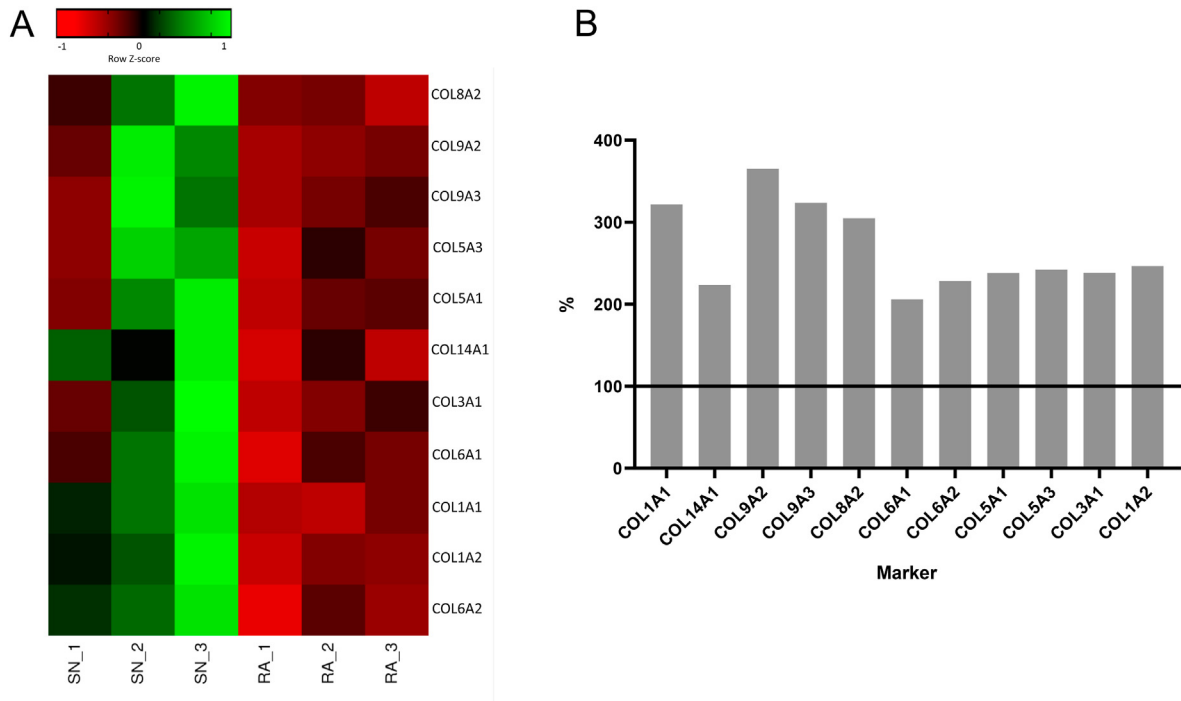 A
-1 0 1
Row Z-score
COL8A2
COL9A2
COL9A3
COL5A3
COL5A1
COL14A1
COL3A1
COL6A1
COL1A1
COL1A2
COL6A2
SN_1 SN_2 SN_3 RA_1 RA_2 RA_3
B
400
300
200
100
0
%
COL1A1 COL14A1 COL9A2 COL9A3 COL8A2 COL6A1 COL6A2 COL5A1 COL5A3 COL3A1 COL1A2
Marker